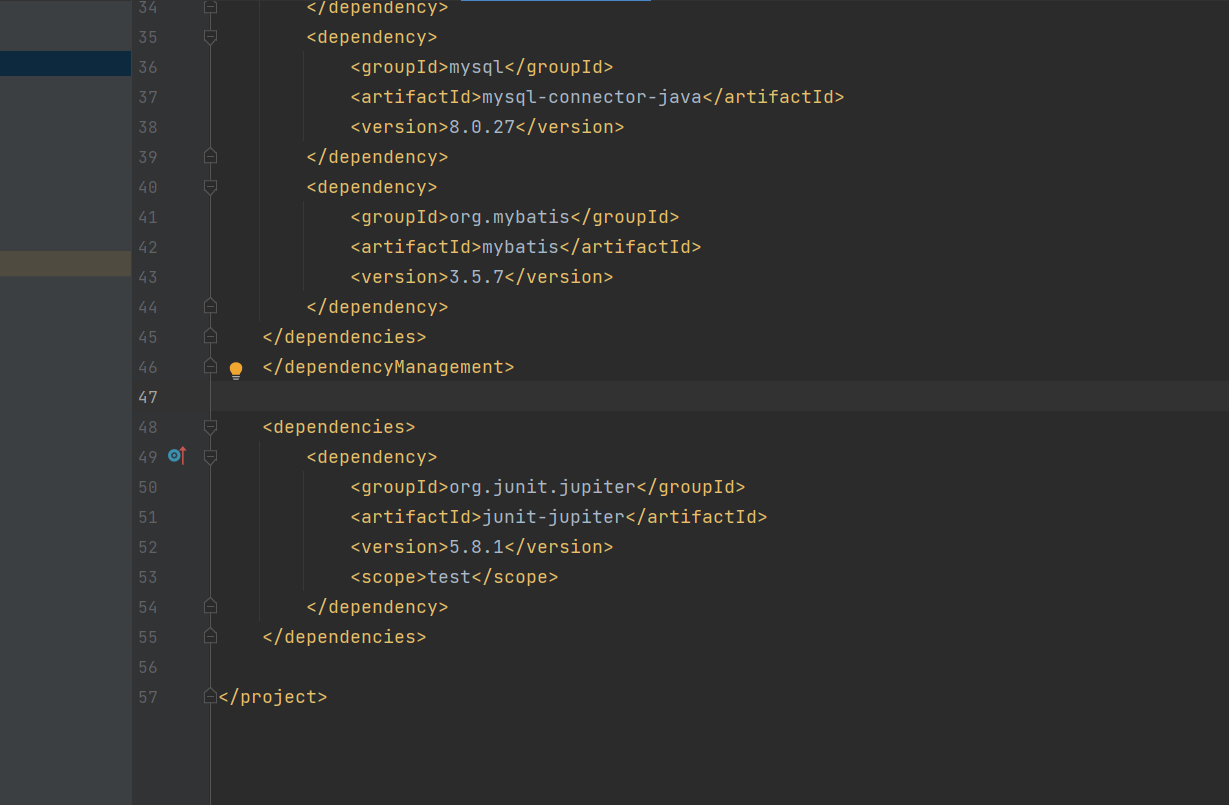 34 </dependency>
35 <dependency>
36 <groupId>mysql</groupId>
37 <artifactId>mysql-connector-java</artifactId>
38 <version>8.0.27</version>
39 </dependency>
40 <dependency>
41 <groupId>org.mybatis</groupId>
42 <artifactId>mybatis</artifactId>
43 <version>3.5.7</version>
44 </dependency>
45 </dependencies>
46 </dependencyManagement>
47
48 <dependencies>
49 <dependency>
50 <groupId>org.junit.jupiter</groupId>
51 <artifactId>junit-jupiter</artifactId>
52 <version>5.8.1</version>
53 <scope>test</scope>
54 </dependency>
55 </dependencies>
56
57 </project>